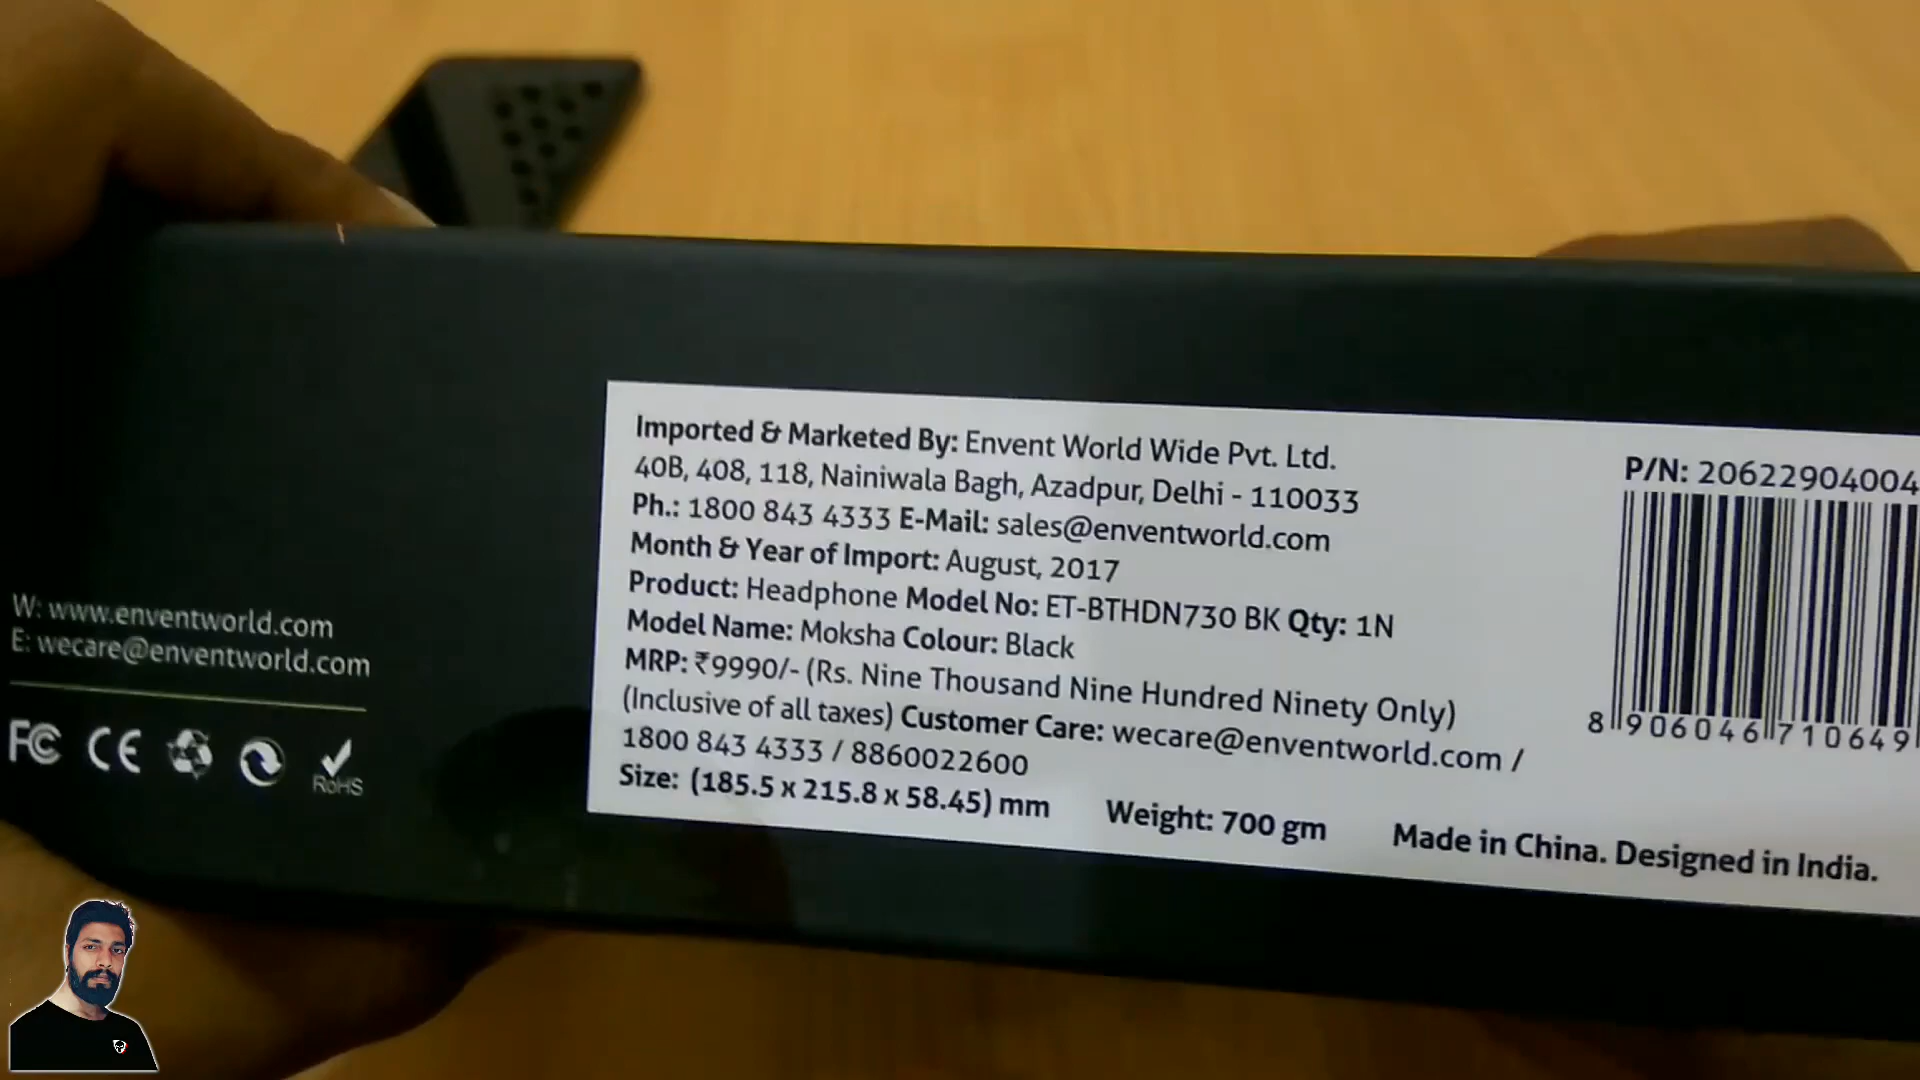 W: www.enventworld.com
E: wecare@enventworld.com
FC CE RoHS
Imported & Marketed By: Envent World Wide Pvt. Ltd.
40B, 408, 118, Nainiwala Bagh, Azadpur, Delhi - 110033
Ph.: 1800 843 4333 E-Mail: sales@enventworld.com
Month & Year of Import: August, 2017
Product: Headphone Model No: ET-BTHDN730 BK Qty: 1N
Model Name: Moksha Colour: Black
MRP: ₹9990/- (Rs. Nine Thousand Nine Hundred Ninety Only)
(Inclusive of all taxes) Customer Care: wecare@enventworld.com /
1800 843 4333 / 8860022600
Size: (185.5 x 215.8 x 58.45) mm Weight: 700 gm Made in China. Designed in India.
P/N: 20622904004
8 906046 710649